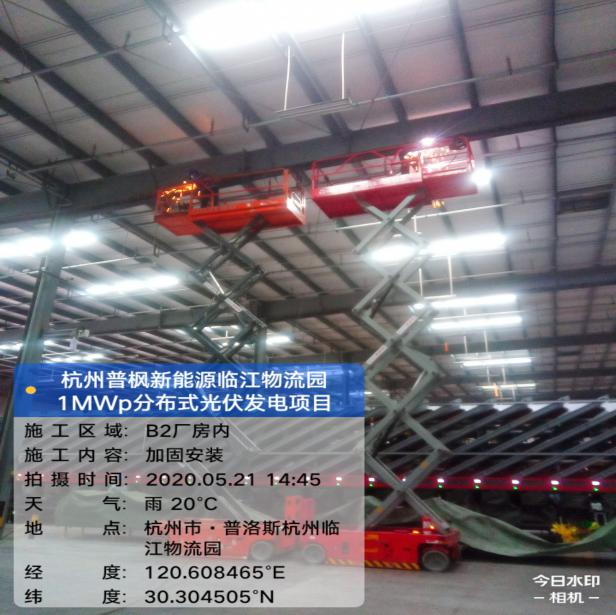 杭州普枫新能源临江物流园
1MWp分布式光伏发电项目
施工区域: B2厂房内
施工内容: 加固安装
拍摄时间: 2020.05.21 14:45
天气: 雨 20°C
地点: 杭州市·普洛斯杭州临
江物流园
经度: 120.608465°E
纬度: 30.304505°N
今日水印
－相机－